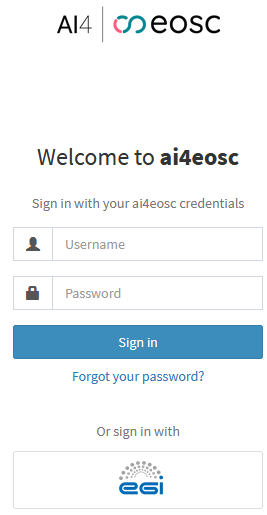 AI4 eosc
Welcome to ai4eosc
Sign in with your ai4eosc credentials
Username
Password
Sign in
Forgot your password?
Or sign in with
eGI